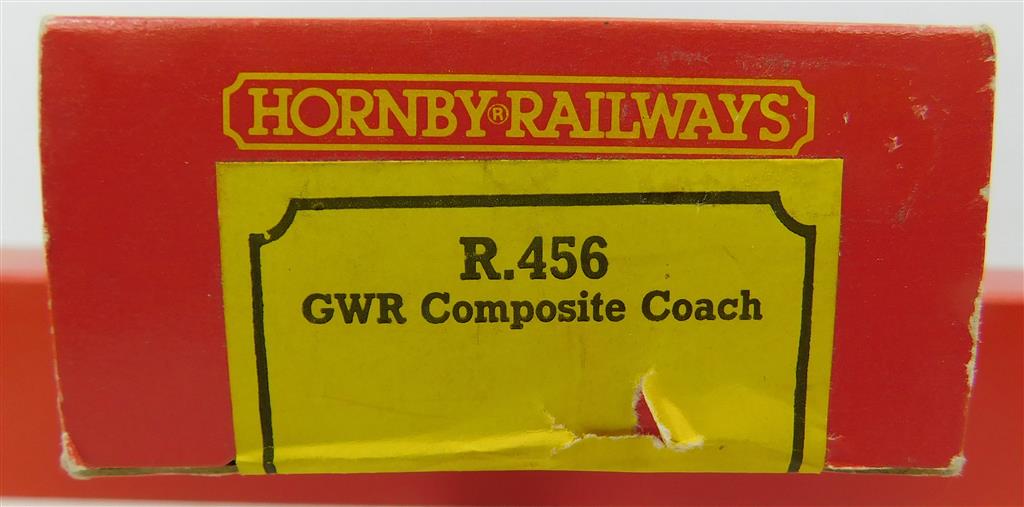 HORNBY®RAILWAYS
R.456
GWR Composite Coach